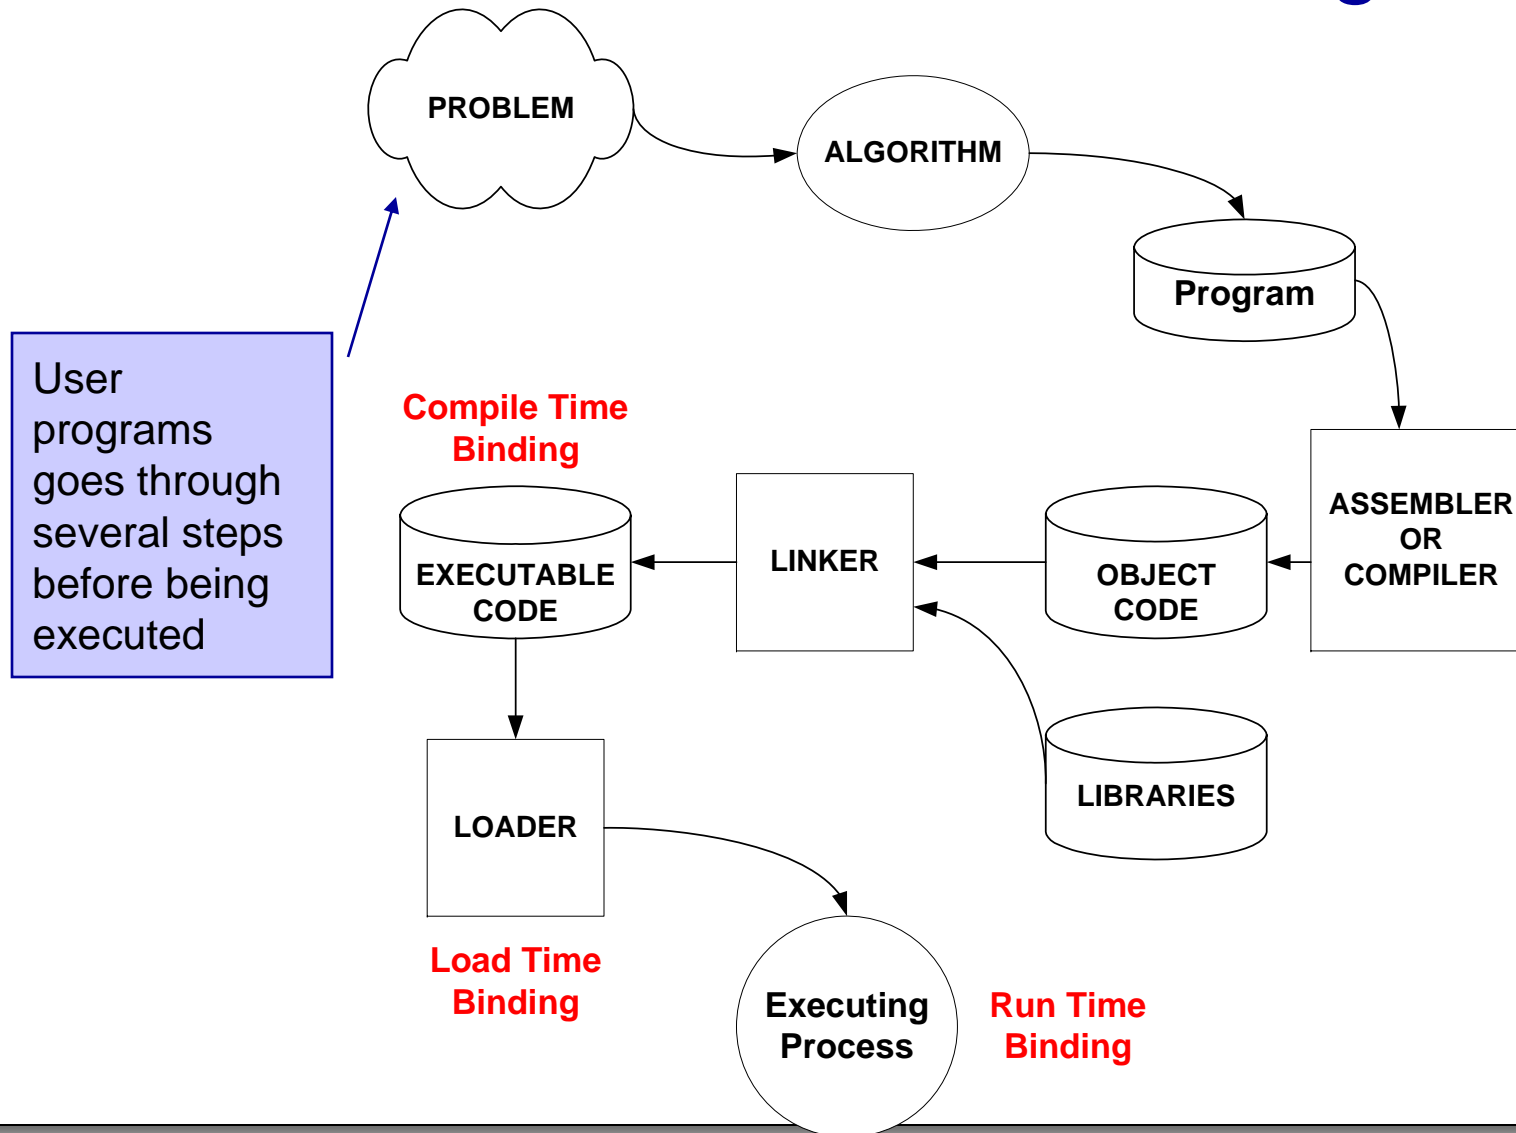 PROBLEM
ALGORITHM
Program
User
programs
goes through
several steps
before being
executed
Compile Time
Binding
ASSEMBLER
OR
COMPILER
OBJECT
CODE
LINKER
EXECUTABLE
CODE
LIBRARIES
LOADER
Load Time
Binding
Executing
Process
Run Time
Binding